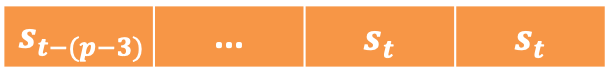 s_{t-(p-3)} ... s_t s_t